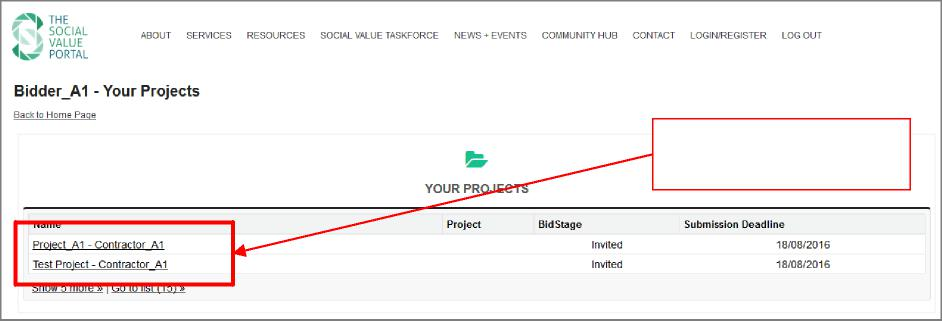 THE
SOCIAL
VALUE
PORTAL
ABOUT SERVICES RESOURCES SOCIAL VALUE TASKFORCE NEWS + EVENTS COMMUNITY HUB CONTACT LOGIN/REGISTER LOG OUT
Bidder_A1 - Your Projects
Back to Home Page
YOUR PROJECTS
Name Project BidStage Submission Deadline
Project_A1 - Contractor_A1 Invited 18/08/2016
Test Project - Contractor_A1 Invited 18/08/2016
Show 5 more » | Go to list (15) »